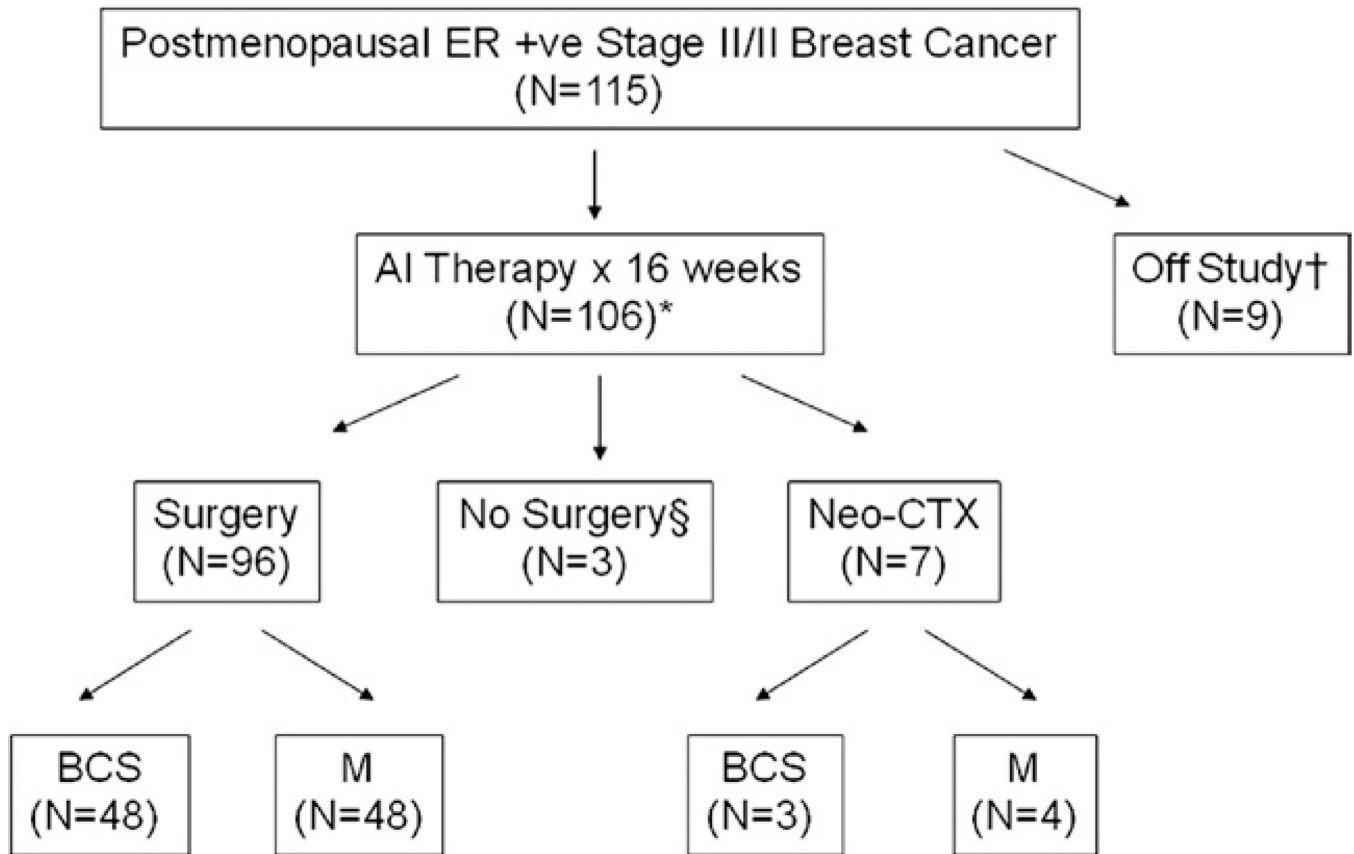 Postmenopausal ER +ve Stage II/II Breast Cancer
(N=115)
AI Therapy x 16 weeks
(N=106)*
Off Study†
(N=9)
Surgery
(N=96)
No Surgery§
(N=3)
Neo-CTX
(N=7)
BCS
(N=48)
M
(N=48)
BCS
(N=3)
M
(N=4)